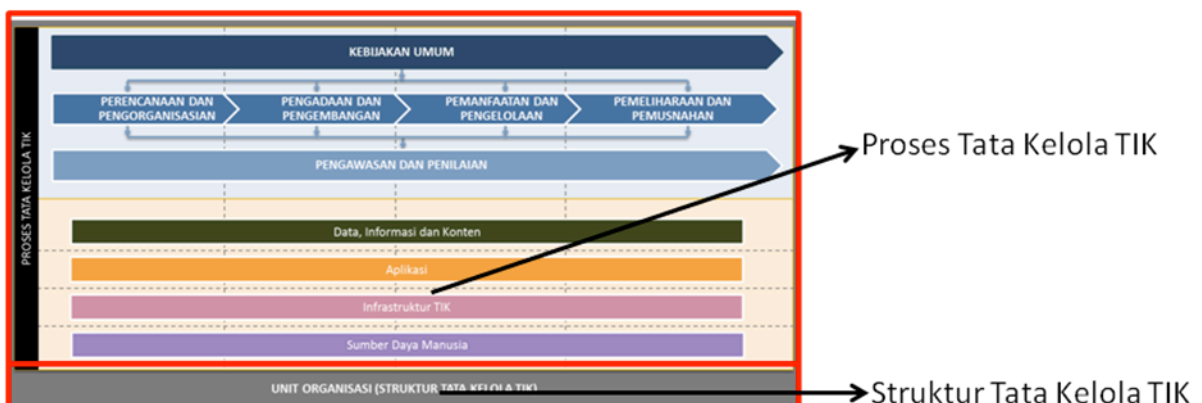 KEBIJAKAN UMUM
PERENCANAAN DAN
PENGORGANISASIAN
PENGADAAN DAN
PENGEMBANGAN
PEMANFAATAN DAN
PENGELOLAAN
PEMELIHARAAN DAN
PEMUSNAHAN
PENGAWASAN DAN PENILAIAN
PROSES TATA KELOLA TIK
Data, Informasi dan Konten
Aplikasi
Infrastruktur TIK
Sumber Daya Manusia
UNIT ORGANISASI (STRUKTUR TATA KELOLA TIK)
Proses Tata Kelola TIK
Struktur Tata Kelola TIK